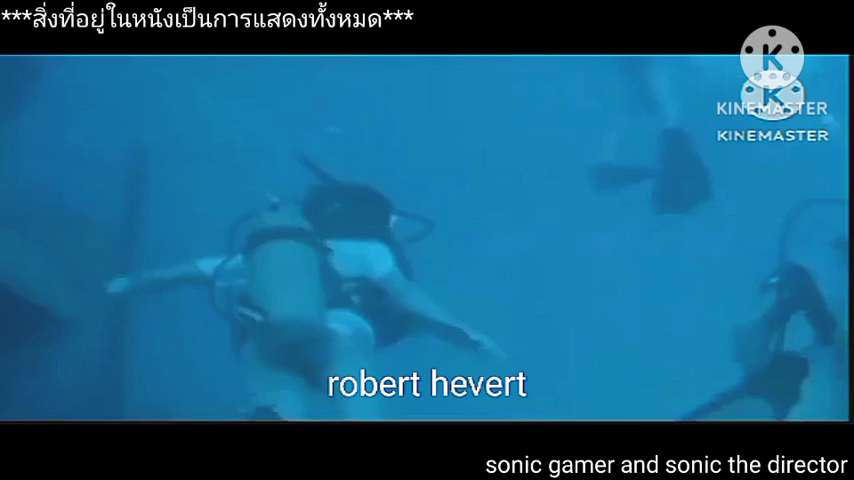 ***สิ่งที่อยู่ในหนังเป็นการแสดงทั้งหมด***
K
K
KINEMASTER
KINEMASTER
robert hevert
sonic gamer and sonic the director